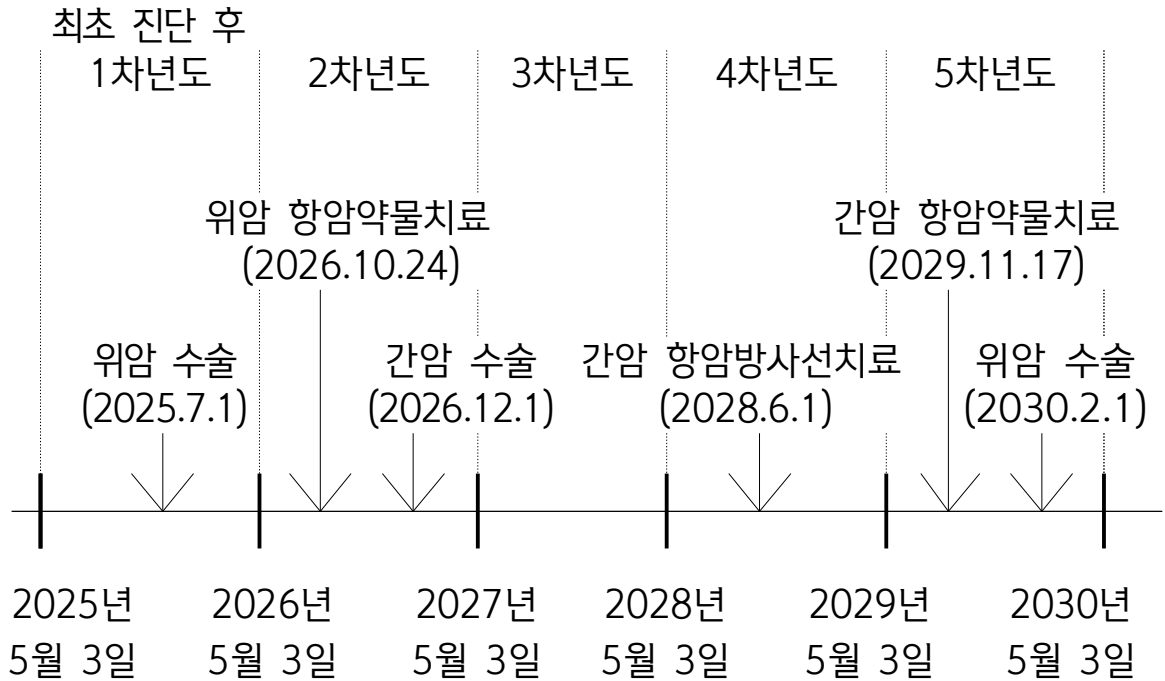 최초 진단 후
1차년도 2차년도 3차년도 4차년도 5차년도
위암 항암약물치료 간암 항암약물치료
(2026.10.24) (2029.11.17)
위암 수술 간암 수술 간암 항암방사선치료 위암 수술
(2025.7.1) (2026.12.1) (2028.6.1) (2030.2.1)
2025년 2026년 2027년 2028년 2029년 2030년
5월 3일 5월 3일 5월 3일 5월 3일 5월 3일 5월 3일